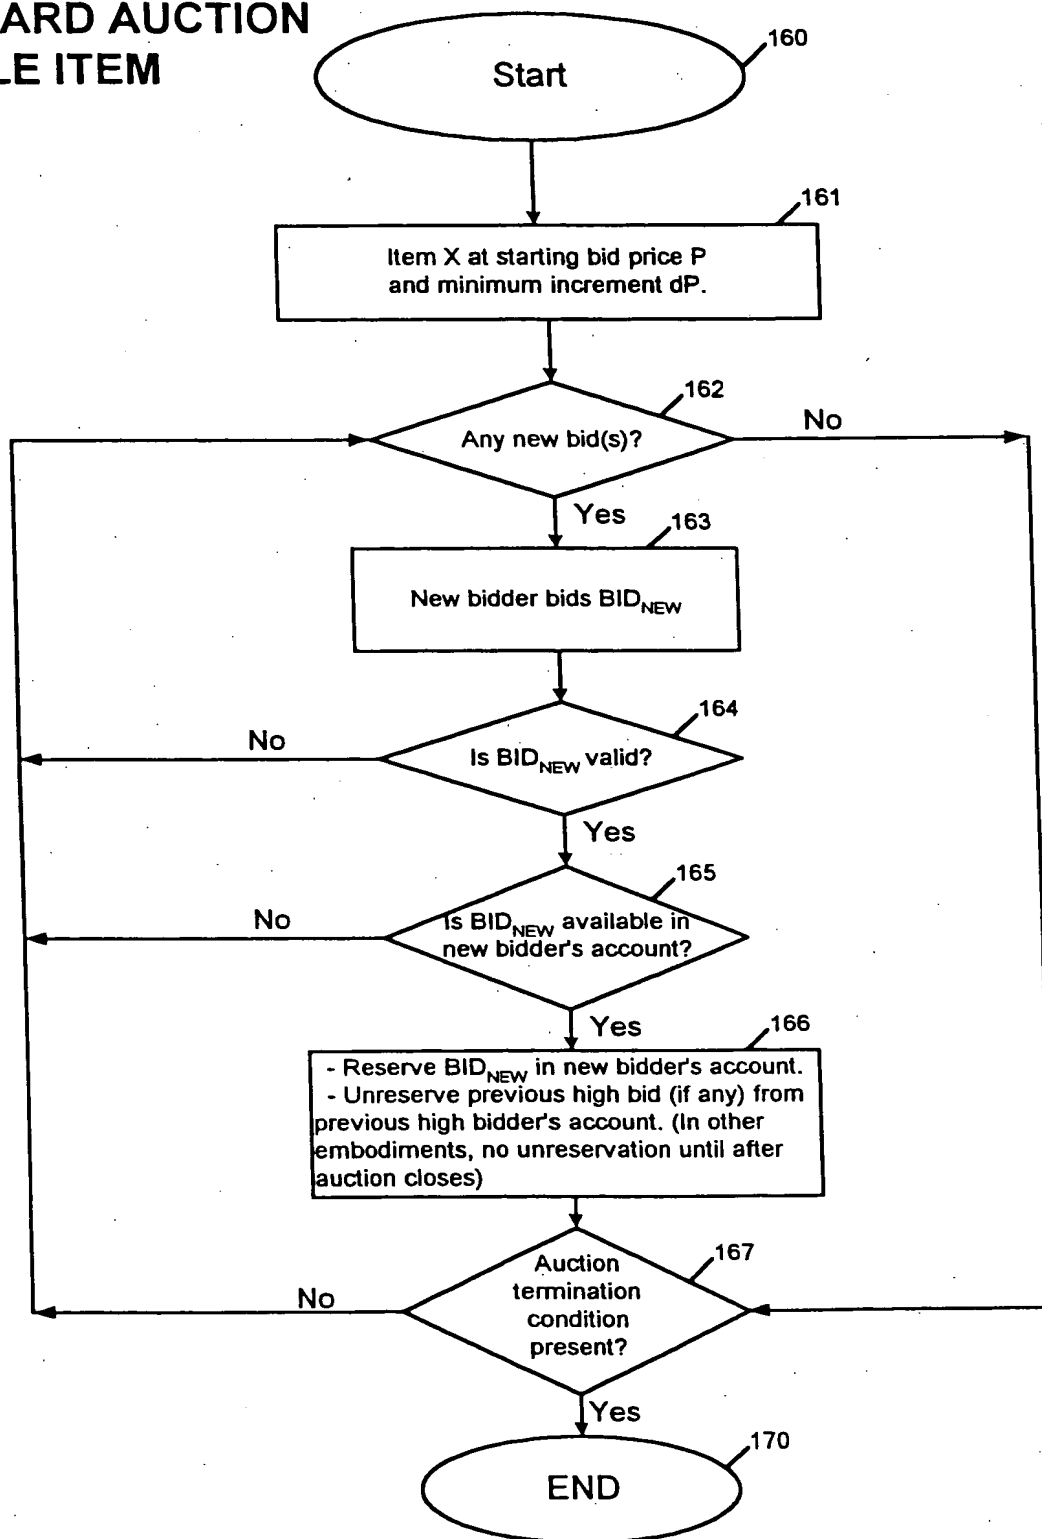 ARD AUCTION
LE ITEM
160
Start
161
Item X at starting bid price P
and minimum increment dP.
162
Any new bid(s)?
No
Yes
163
New bidder bids BIDNEW
164
No
Is BIDNEW valid?
Yes
165
No
Is BIDNEW available in
new bidder's account?
Yes
166
- Reserve BIDNEW in new bidder's account.
- Unreserve previous high bid (if any) from
previous high bidder's account. (In other
embodiments, no unreservation until after
auction closes)
167
No
Auction
termination
condition
present?
Yes
170
END